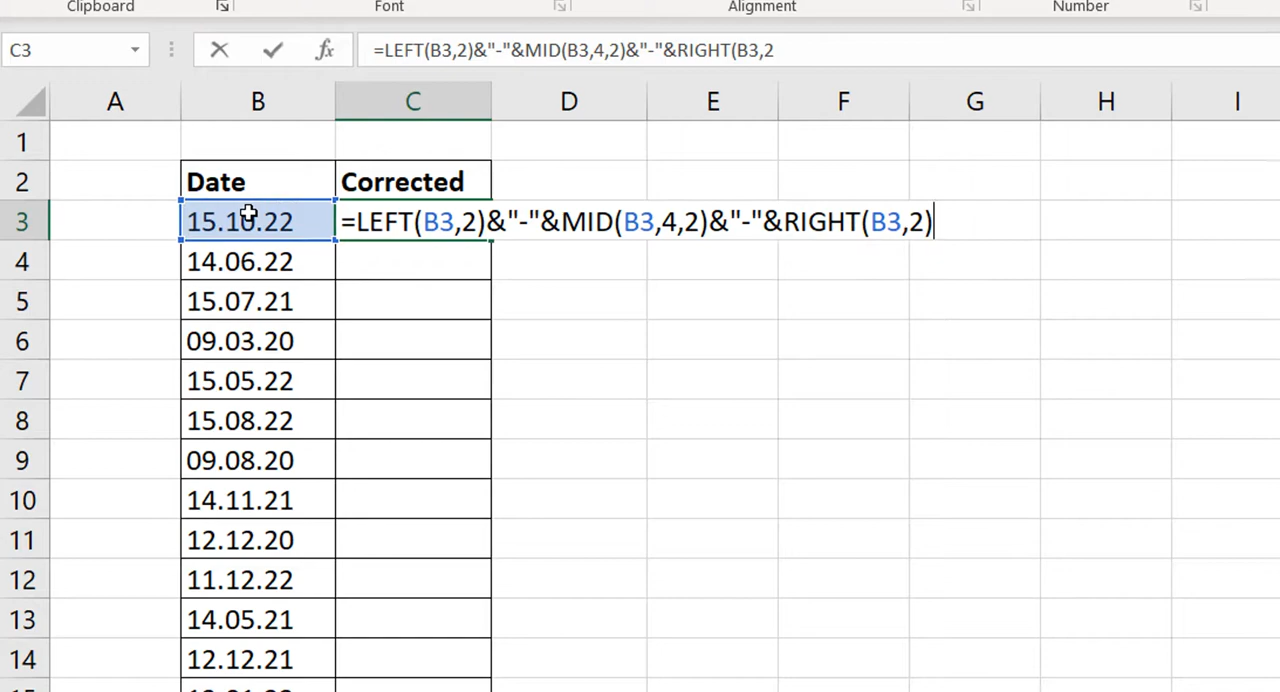 Clipboard Font Alignment Number
C3 fx =LEFT(B3,2)&"-"&MID(B3,4,2)&"-"&RIGHT(B3,2
A B C D E F G H I
1
2 Date Corrected
3 15.10.22 =LEFT(B3,2)&"-"&MID(B3,4,2)&"-"&RIGHT(B3,2)
4 14.06.22
5 15.07.21
6 09.03.20
7 15.05.22
8 15.08.22
9 09.08.20
10 14.11.21
11 12.12.20
12 11.12.22
13 14.05.21
14 12.12.21